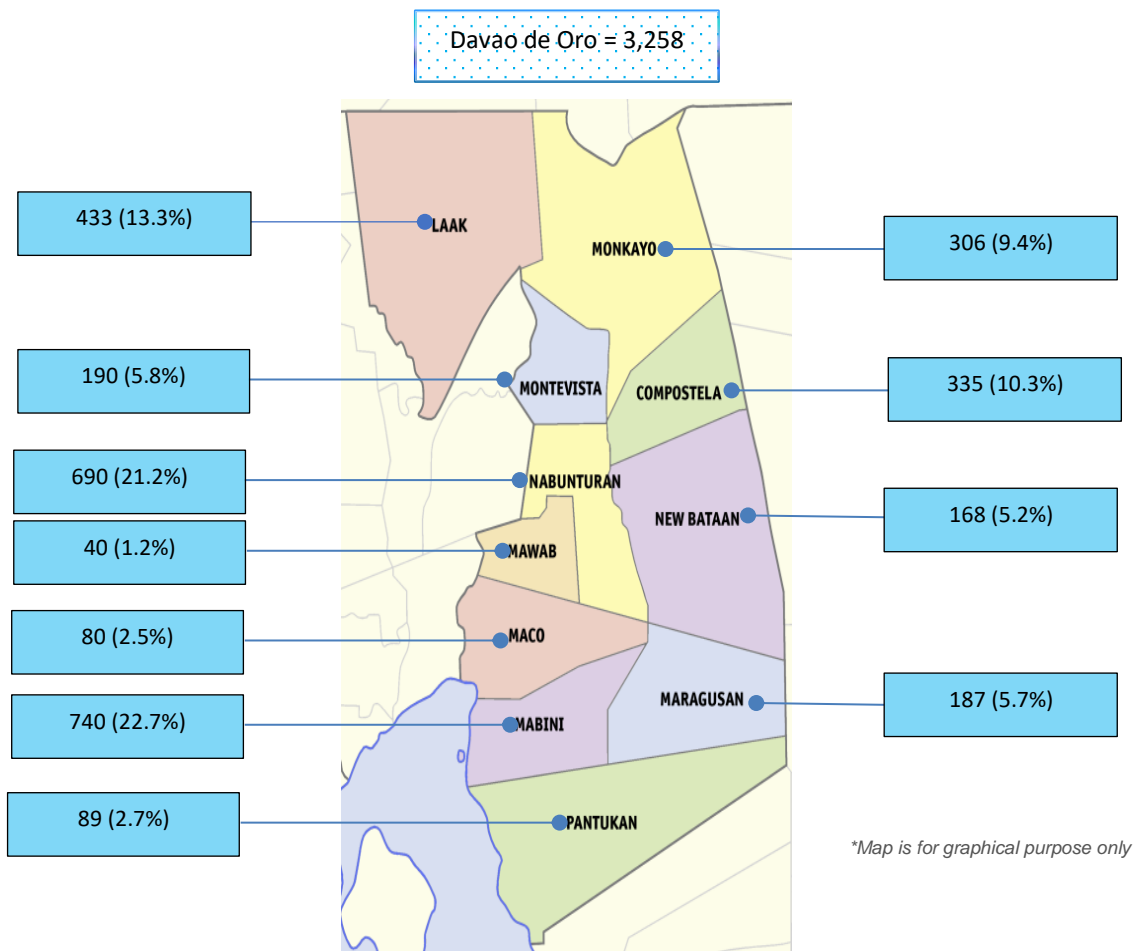 Davao de Oro = 3,258
433 (13.3%)
LAAK
MONKAYO
306 (9.4%)
190 (5.8%)
MONTEVISTA
COMPOSTELA
335 (10.3%)
690 (21.2%)
NABUNTURAN
NEW BATAAN
168 (5.2%)
40 (1.2%)
MAWAB
80 (2.5%)
MACO
MARAGUSAN
187 (5.7%)
740 (22.7%)
MABINI
89 (2.7%)
PANTUKAN
*Map is for graphical purpose only